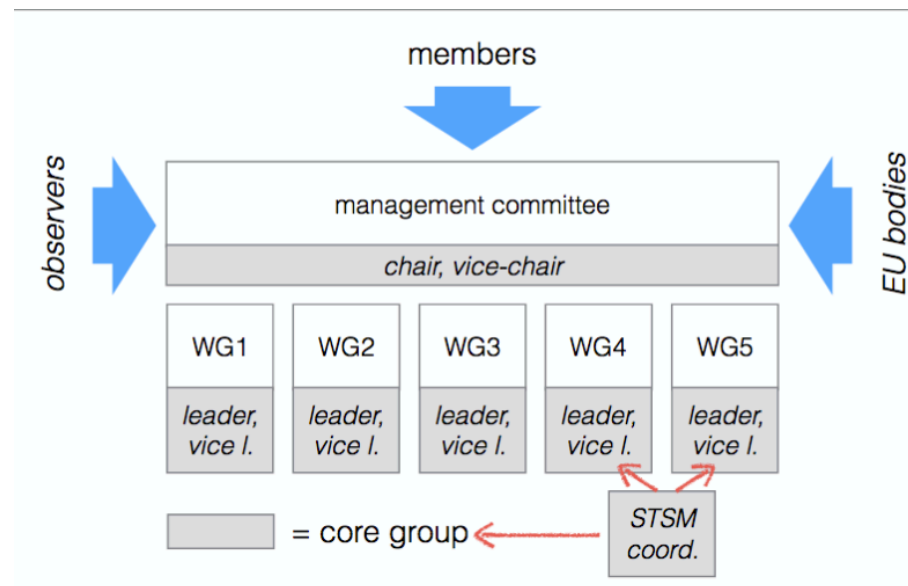 members
observers
EU bodies
management committee
chair, vice-chair
WG1
WG2
WG3
WG4
WG5
leader,
vice l.
leader,
vice l.
leader,
vice l.
leader,
vice l.
leader,
vice l.
= core group
STSM
coord.